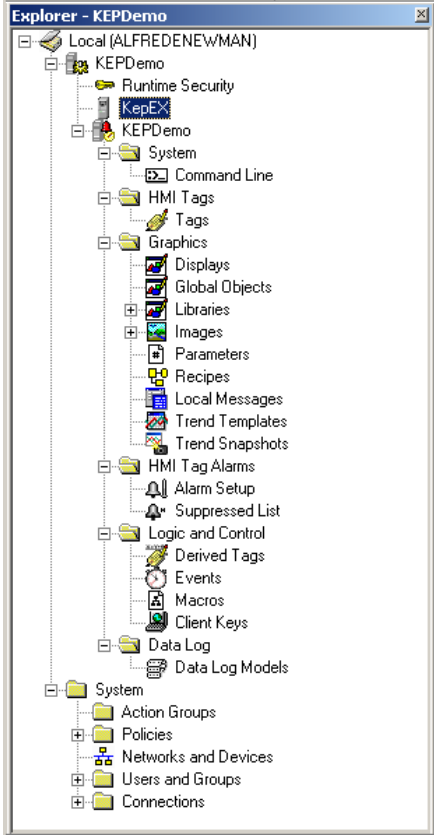 Explorer - KEPDemo
Local (ALFREDENEWMAN)
KEPDemo
Runtime Security
KepEX
KEPDemo
System
Command Line
HMI Tags
Tags
Graphics
Displays
Global Objects
Libraries
Images
Parameters
Recipes
Local Messages
Trend Templates
Trend Snapshots
HMI Tag Alarms
Alarm Setup
Suppressed List
Logic and Control
Derived Tags
Events
Macros
Client Keys
Data Log
Data Log Models
System
Action Groups
Policies
Networks and Devices
Users and Groups
Connections